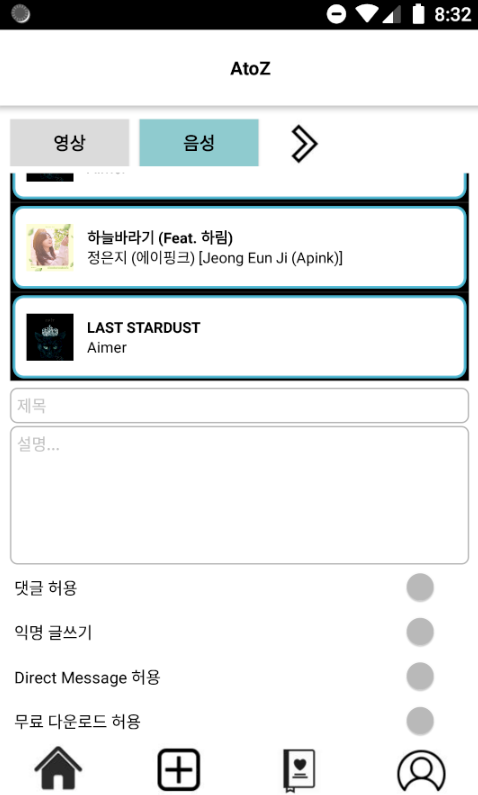 8:32
AtoZ
영상
음성
하늘바라기 (Feat. 하림)
정은지 (에이핑크) [Jeong Eun Ji (Apink)]
LAST STARDUST
Aimer
제목
설명...
댓글 허용
익명 글쓰기
Direct Message 허용
무료 다운로드 허용